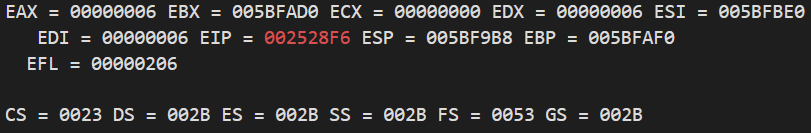 EAX = 00000006 EBX = 005BFAD0 ECX = 00000000 EDX = 00000006 ESI = 005BFBE0
EDI = 00000006 EIP = 002528F6 ESP = 005BF9B8 EBP = 005BFAF0
EFL = 00000206
CS = 0023 DS = 002B ES = 002B SS = 002B FS = 0053 GS = 002B